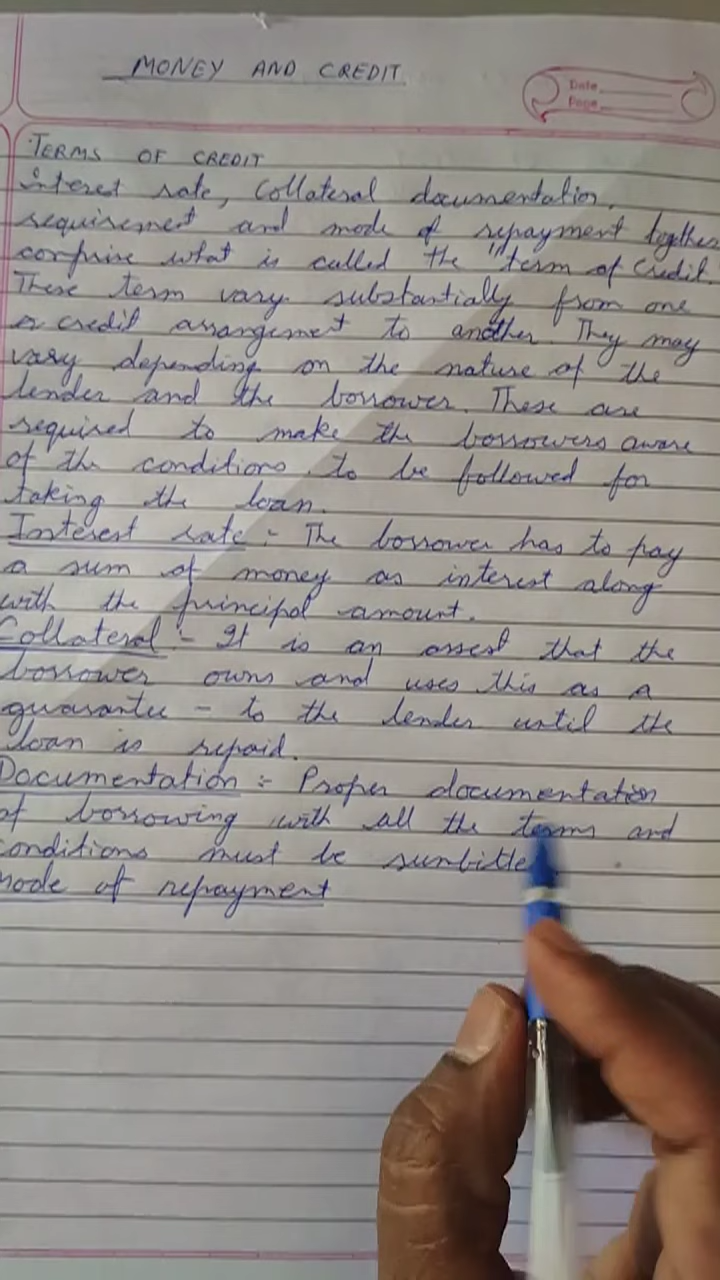 MONEY AND CREDIT
Date
Page
TERMS OF CREDIT
Interest rate, Collateral documentation,
requirement and mode of repayment together
comprise what is called the "term of Credit.
These term vary substantially from one
a credit arrangement to another. They may
vary depending on the nature of the
lender and the borrower. These are
required to make the borrowers aware
of the conditions to be followed for
taking the loan.
Interest rate :- The borrower has to pay
a sum of money as interest along
with the principal amount.
Collateral :- It is an assest that the
borrower owns and uses this as a
guarantee - to the lender until the
loan is repaid.
Documentation :- Proper documentation
of borrowing with all the terms and
conditions must be sunbitte
mode of repayment